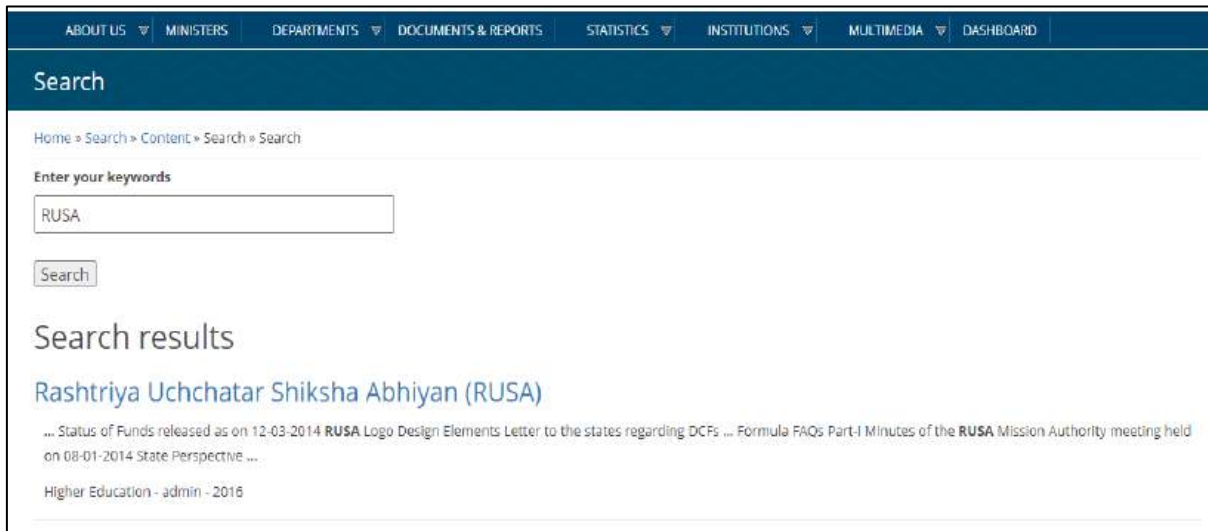 ABOUT US MINISTERS DEPARTMENTS DOCUMENTS & REPORTS STATISTICS INSTITUTIONS MULTIMEDIA DASHBOARD
Search
Home » Search » Content » Search » Search
Enter your keywords
RUSA
Search
Search results
Rashtriya Uchchatar Shiksha Abhiyan (RUSA)
... Status of Funds released as on 12-03-2014 RUSA Logo Design Elements Letter to the states regarding DCFs ... Formula FAQs Part-I Minutes of the RUSA Mission Authority meeting held
on 08-01-2014 State Perspective ...
Higher Education - admin - 2016